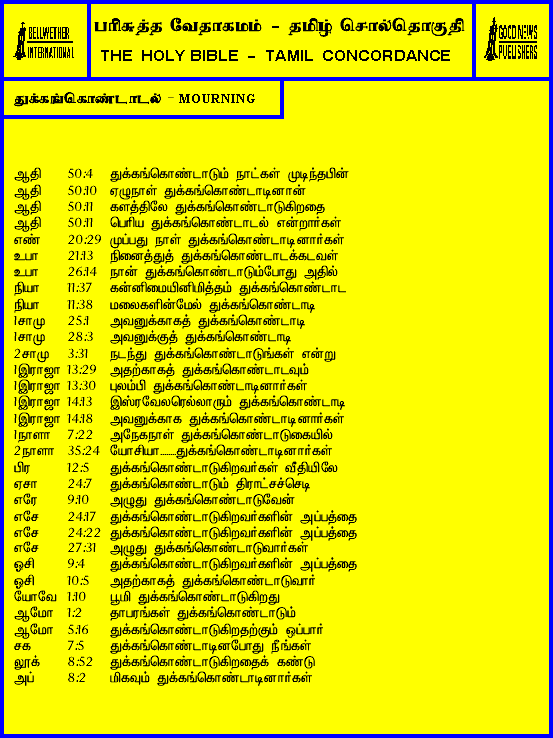 BELLWETHER
INTERNATIONAL
பரிசுத்த வேதாகமம் - தமிழ் சொல்தொகுதி
THE HOLY BIBLE - TAMIL CONCORDANCE
GOOD NEWS
PUBLISHERS
துக்கங்கொண்டாடல் - MOURNING
ஆதி 50:4 துக்கங்கொண்டாடும் நாட்கள் முடிந்தபின்
ஆதி 50:10 ஏழுநாள் துக்கங்கொண்டாடினான்
ஆதி 50:11 களத்திலே துக்கங்கொண்டாடுகிறதை
ஆதி 50:11 பெரிய துக்கங்கொண்டாடல் என்றார்கள்
எண் 20:29 முப்பது நாள் துக்கங்கொண்டாடினார்கள்
உபா 21:13 நினைத்துத் துக்கங்கொண்டாடக்கடவள்
உபா 26:14 நான் துக்கங்கொண்டாடும்போது அதில்
நியா 11:37 கன்னிமையினிமித்தம் துக்கங்கொண்டாட
நியா 11:38 மலைகளின்மேல் துக்கங்கொண்டாடி
1சாமு 25:1 அவனுக்காகத் துக்கங்கொண்டாடி
1சாமு 28:3 அவனுக்குத் துக்கங்கொண்டாடி
2சாமு 3:31 நடந்து துக்கங்கொண்டாடுங்கள் என்று
1இராஜா 13:29 அதற்காகத் துக்கங்கொண்டாடவும்
1இராஜா 13:30 புலம்பி துக்கங்கொண்டாடினார்கள்
1இராஜா 14:13 இஸ்ரவேலரெல்லாரும் துக்கங்கொண்டாடி
1இராஜா 14:18 அவனுக்காக துக்கங்கொண்டாடினார்கள்
1நாளா 7:22 அநேகநாள் துக்கங்கொண்டாடுகையில்
2நாளா 35:24 யோசியா.......துக்கங்கொண்டாடினார்கள்
பிர 12:5 துக்கங்கொண்டாடுகிறவர்கள் வீதியிலே
ஏசா 24:7 துக்கங்கொண்டாடும் திராட்சச்செடி
எரே 9:10 அழுது துக்கங்கொண்டாடுவேன்
எசே 24:17 துக்கங்கொண்டாடுகிறவர்களின் அப்பத்தை
எசே 24:22 துக்கங்கொண்டாடுகிறவர்களின் அப்பத்தை
எசே 27:31 அழுது துக்கங்கொண்டாடுவார்கள்
ஓசி 9:4 துக்கங்கொண்டாடுகிறவர்களின் அப்பத்தை
ஓசி 10:5 அதற்காகத் துக்கங்கொண்டாடுவார்
யோவே 1:10 பூமி துக்கங்கொண்டாடுகிறது
ஆமோ 1:2 தாபரங்கள் துக்கங்கொண்டாடும்
ஆமோ 5:16 துக்கங்கொண்டாடுகிறதற்கும் ஒப்பார்
சக 7:5 துக்கங்கொண்டாடினபோது நீங்கள்
லூக் 8:52 துக்கங்கொண்டாடுகிறதைக் கண்டு
அப் 8:2 மிகவும் துக்கங்கொண்டாடினார்கள்